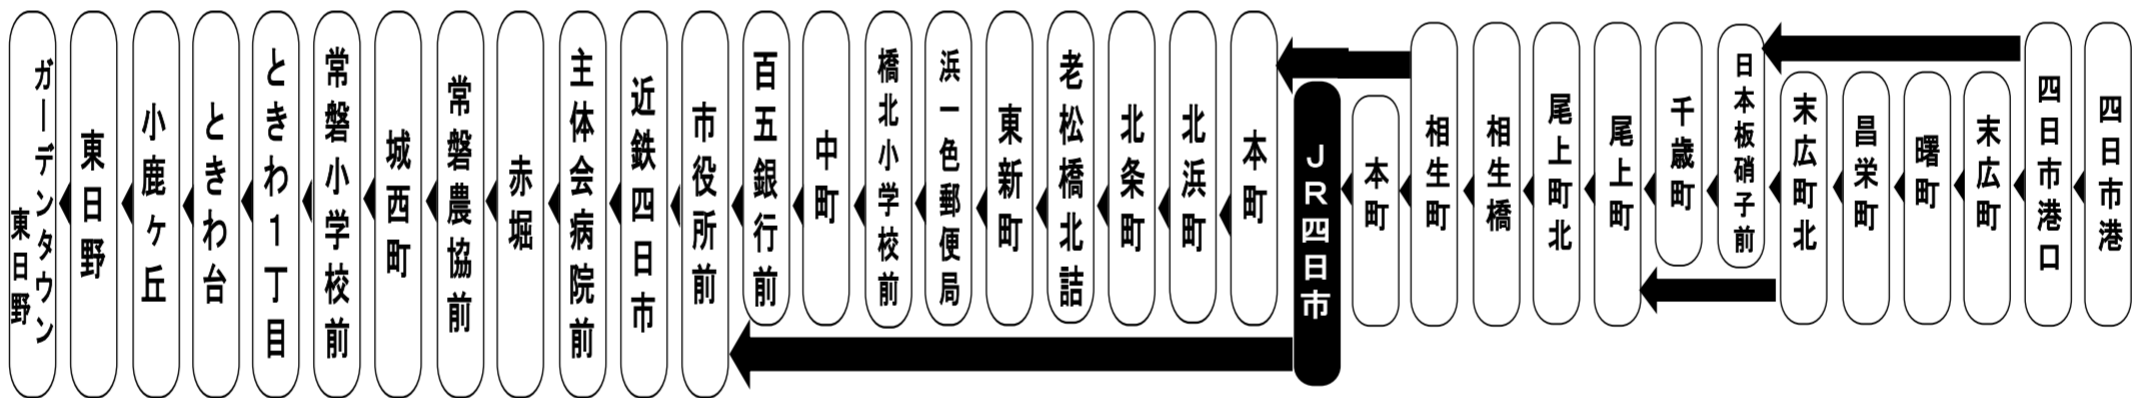 四日市港
四日市港口
末広町
曙町
昌栄町
末広町北
日本板硝子前
千歳町
尾上町
尾上町北
相生橋
相生町
本町
JR四日市
本町
北浜町
北条町
老松橋北詰
東新町
浜一色郵便局
橋北小学校前
中町
百五銀行前
市役所前
近鉄四日市
主体会病院前
赤堀
常磐農協前
城西町
常磐小学校前
ときわ1丁目
ときわ台
小鹿ヶ丘
東日野
ガーデンタウン
東日野